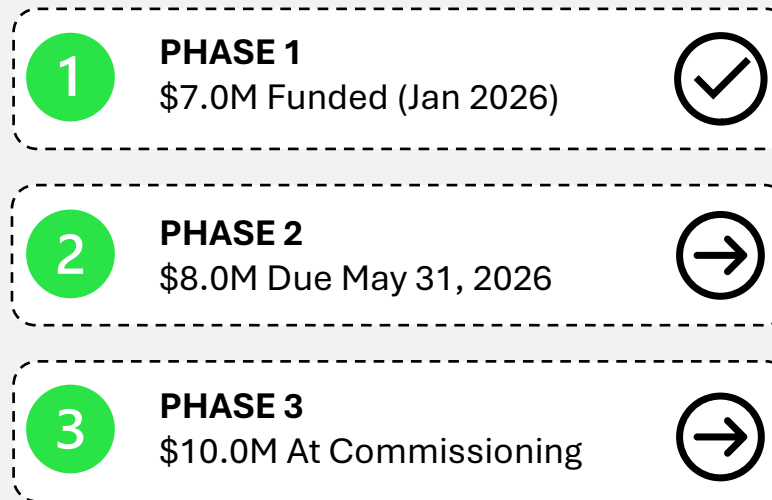 1
PHASE 1
$7.0M Funded (Jan 2026)
2
PHASE 2
$8.0M Due May 31, 2026
3
PHASE 3
$10.0M At Commissioning